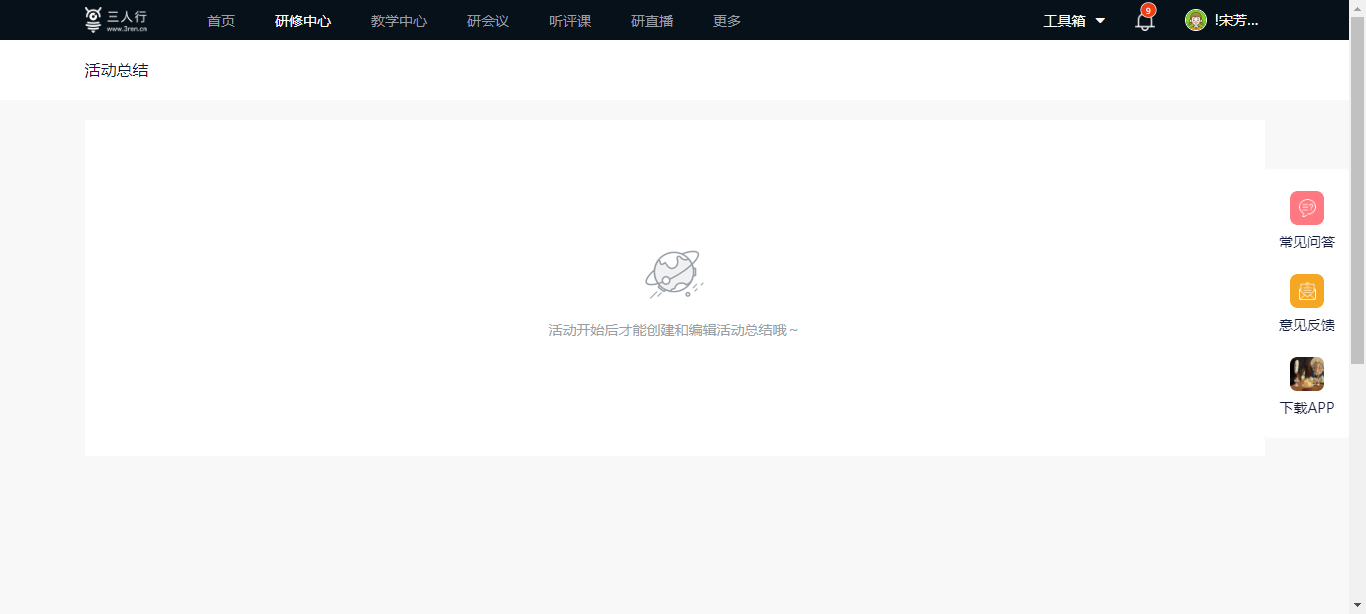 三人行
www.3ren.cn
首页 研修中心 教学中心 研会议 听评课 研直播 更多 工具箱 9 !宋芳...
活动总结
活动开始后才能创建和编辑活动总结哦～
常见问答
意见反馈
下载APP